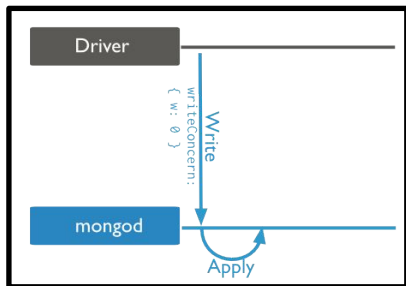 Driver
Write
writeConcern:
{ w: 0 }
mongod
Apply